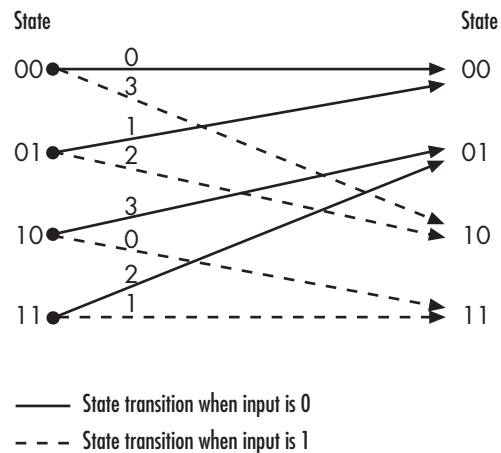 State State
00 0 00
3
1
01 2 01
3
10 0 10
2
11 1 11
State transition when input is 0
State transition when input is 1